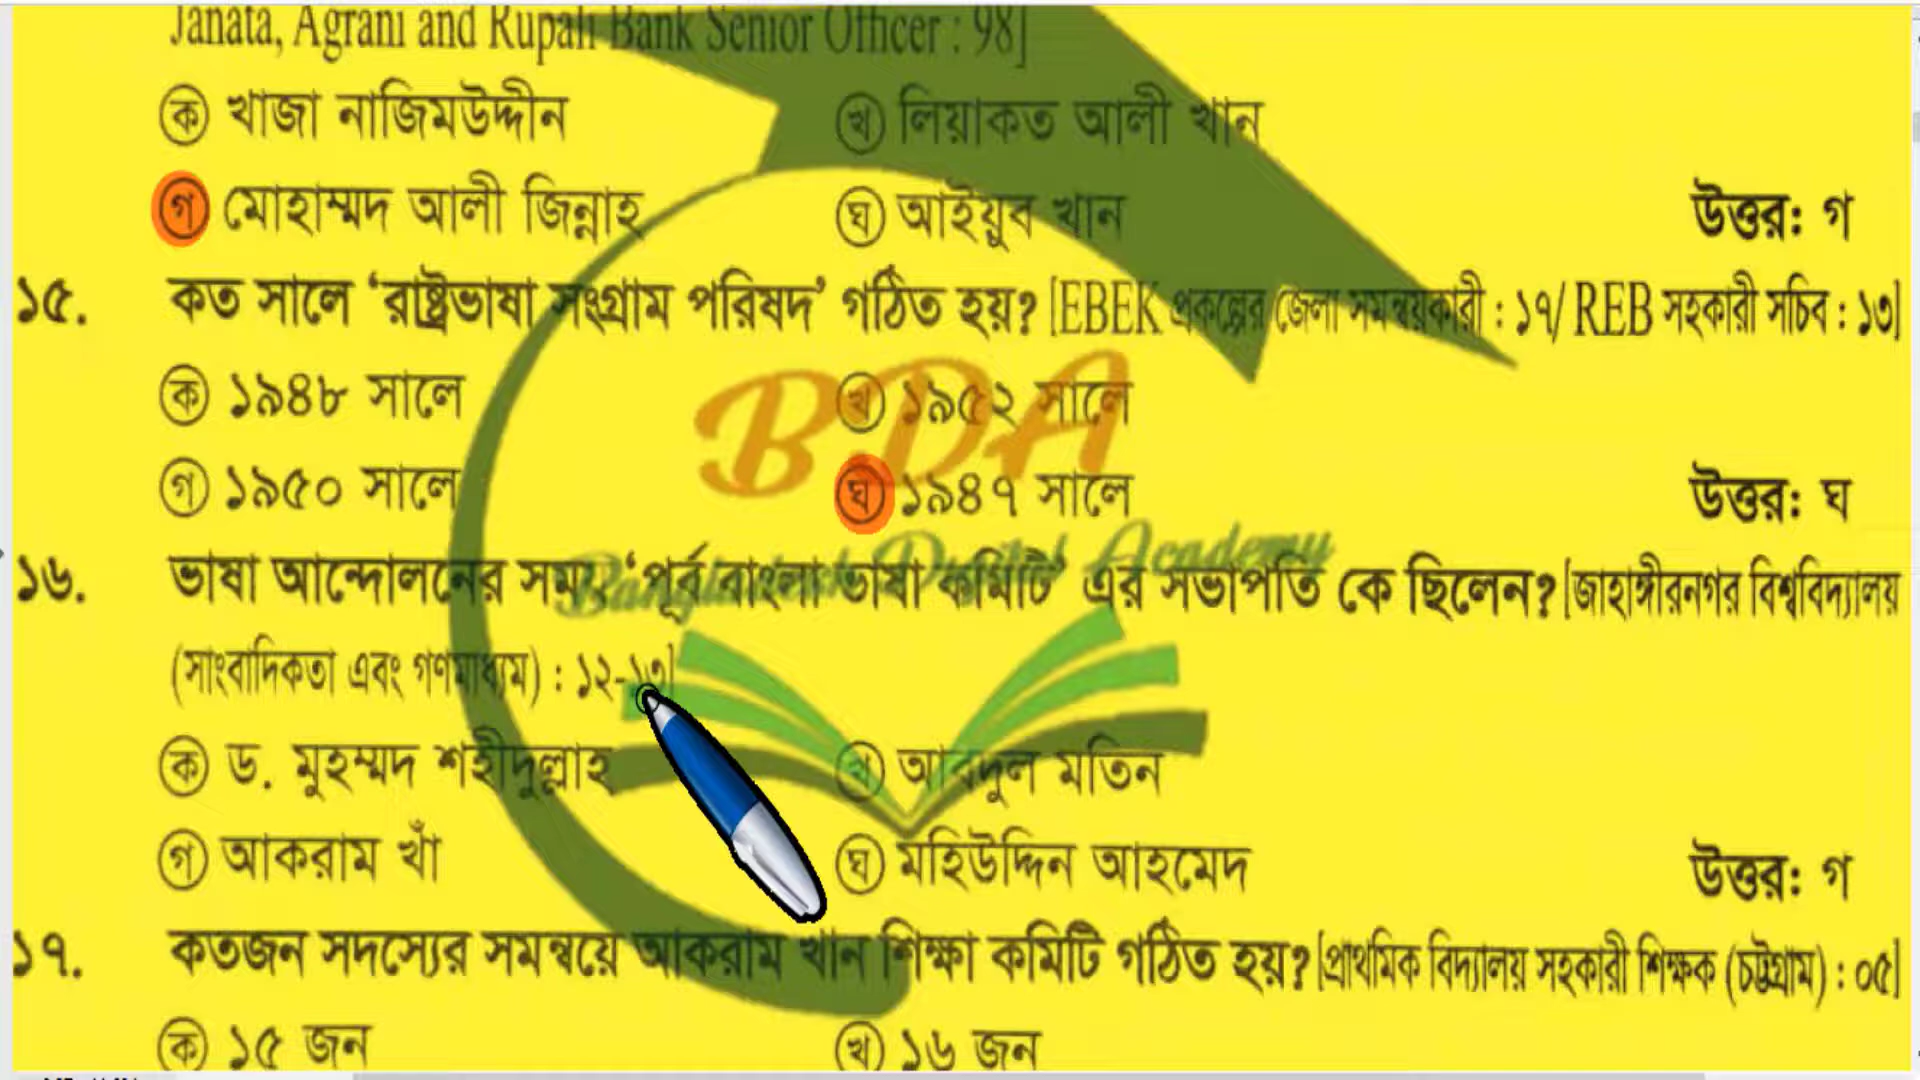 Janata, Agrani and Rupali Bank Senior Officer : 98]
ক খাজা নাজিমউদ্দীন খ লিয়াকত আলী খান
গ মোহাম্মদ আলী জিন্নাহ ঘ আইয়ুব খান উত্তর: গ
১৫. কত সালে ‘রাষ্ট্রভাষা সংগ্রাম পরিষদ’ গঠিত হয়? [EBEK প্রকল্পের জেলা সমন্বয়কারী : ১৭/ REB সহকারী সচিব : ১৩]
ক ১৯৪৮ সালে খ ১৯৫২ সালে
BDA
গ ১৯৫০ সালে ঘ ১৯৪৭ সালে উত্তর: ঘ
Bangladesh Digital Academy
১৬. ভাষা আন্দোলনের সময় ‘পূর্ব বাংলা ভাষা কমিটি’ এর সভাপতি কে ছিলেন? [জাহাঙ্গীরনগর বিশ্ববিদ্যালয়
(সাংবাদিকতা এবং গণমাধ্যম) : ১২-১৩]
ক ড. মুহম্মদ শহীদুল্লাহ খ আবদুল মতিন
গ আকরাম খাঁ ঘ মহিউদ্দিন আহমেদ উত্তর: গ
১৭. কতজন সদস্যের সমন্বয়ে আকরাম খান শিক্ষা কমিটি গঠিত হয়? [প্রাথমিক বিদ্যালয় সহকারী শিক্ষক (চট্টগ্রাম) : ০৫]
ক ১৫ জন খ ১৬ জন